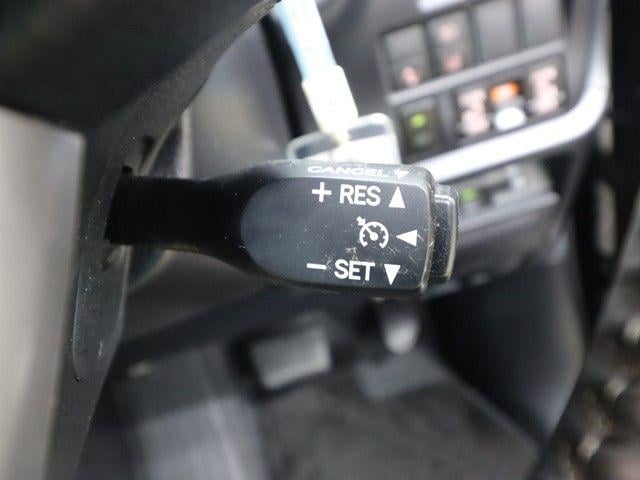 CANCEL ▼
+ RES ▲
◀
− SET ▼